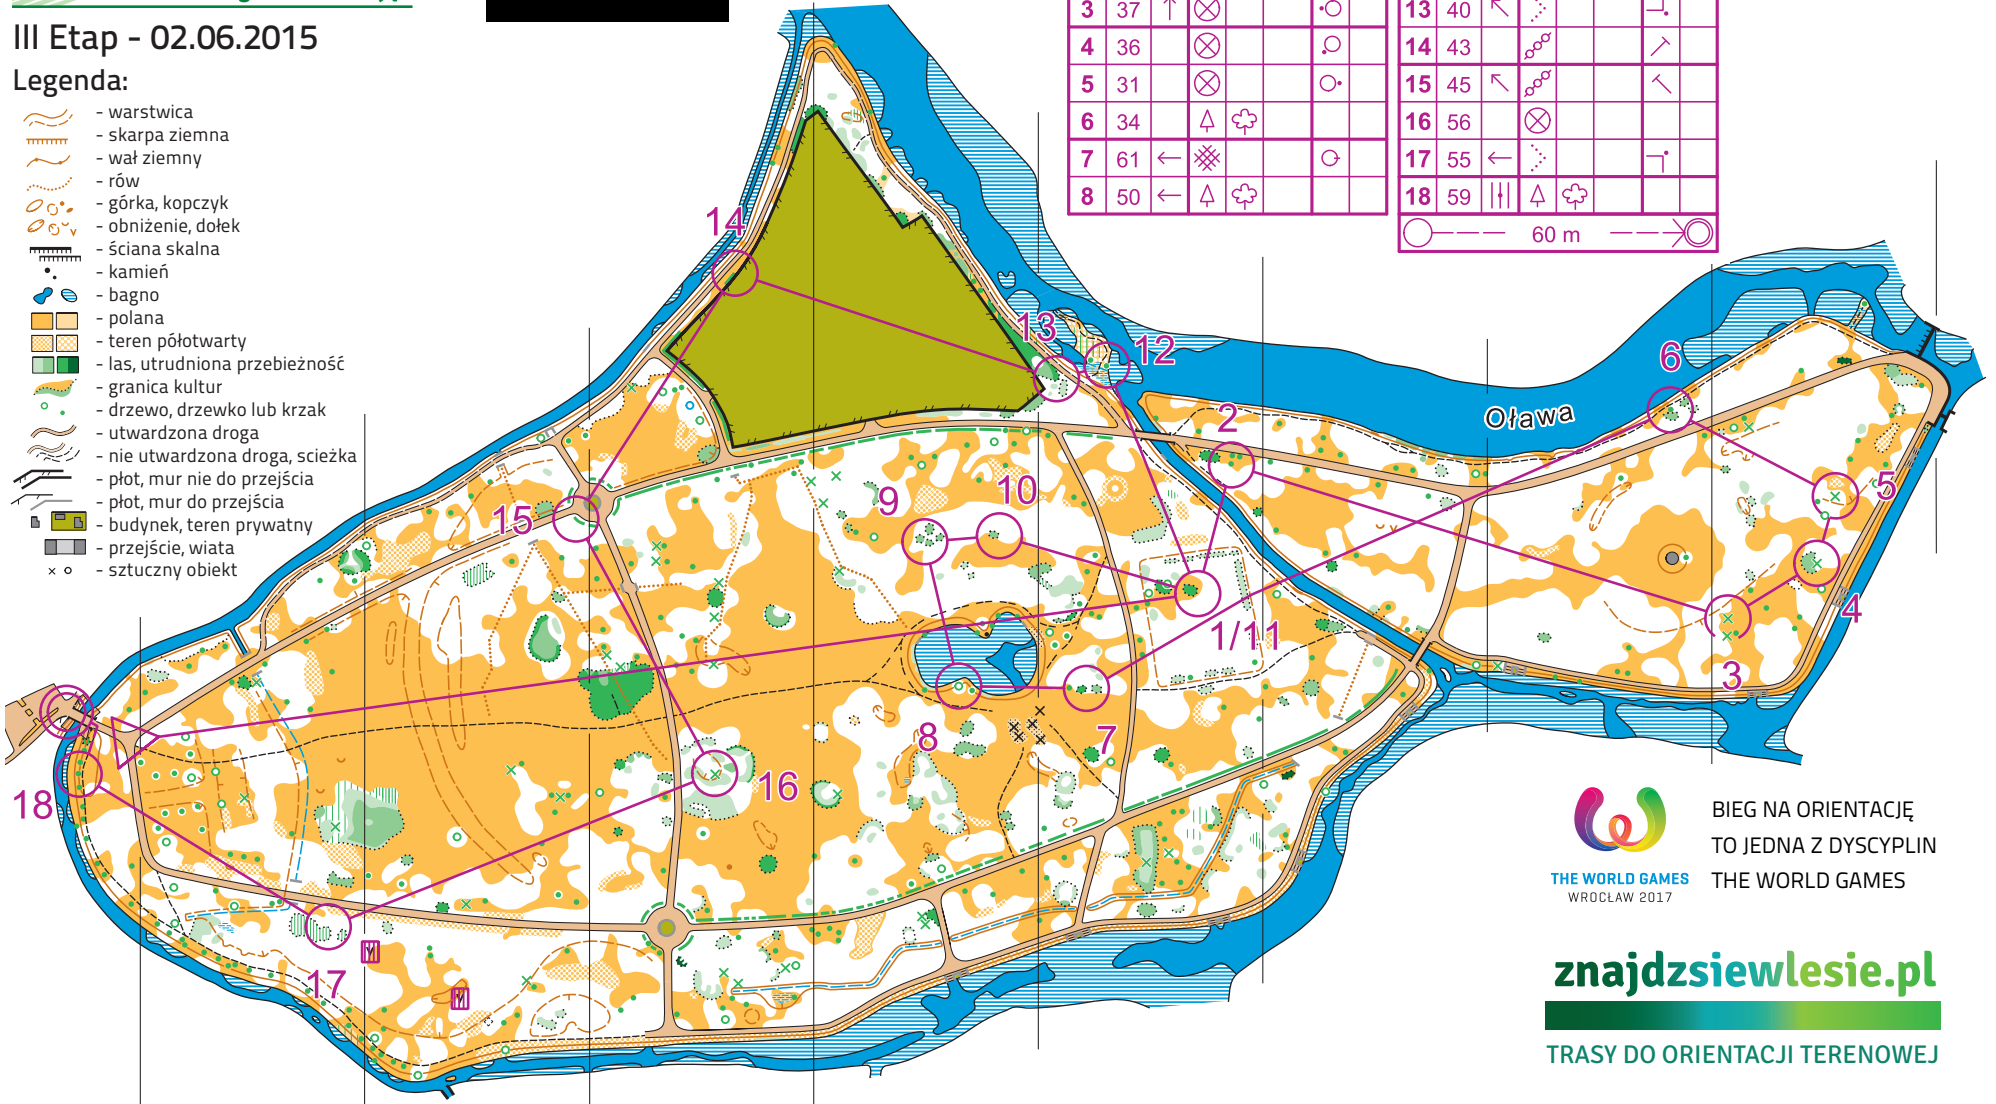 III Etap - 02.06.2015
Legenda:
- warstwica
- skarpa ziemna
- wał ziemny
- rów
- górka, kopczyk
- obniżenie, dołek
- ściana skalna
- kamień
- bagno
- polana
- teren półotwarty
- las, utrudniona przebieżność
- granica kultur
- drzewo, drzewko lub krzak
- utwardzona droga
- nie utwardzona droga, scieżka
- płot, mur nie do przejścia
- płot, mur do przejścia
- budynek, teren prywatny
- przejście, wiata
- sztuczny obiekt
3 37
4 36
5 31
6 34
7 61
8 50
13 40
14 43
15 45
16 56
17 55
18 59
60 m
14
13
12
6
2
Oława
5
9
10
15
4
1/11
3
8
7
16
18
17
THE WORLD GAMES
WROCŁAW 2017
BIEG NA ORIENTACJĘ
TO JEDNA Z DYSCYPLIN
THE WORLD GAMES
znajdzsiewlesie.pl
TRASY DO ORIENTACJI TERENOWEJ